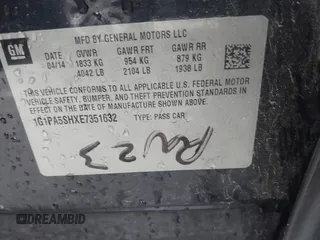 GM
MFD BY GENERAL MOTORS LLC
DATE GVWR GAWR FRT GAWR RR
04/14 1833 KG 954 KG 879 KG
4042 LB 2104 LB 1938 LB
THIS VEHICLE CONFORMS TO ALL APPLICABLE U.S. FEDERAL MOTOR
VEHICLE SAFETY, BUMPER, AND THEFT PREVENTION STANDARDS
IN EFFECT ON THE DATE OF MANUFACTURE SHOWN ABOVE.
1G1PA5SHXE7351632 TYPE: PASS CAR
23
DREAMBID